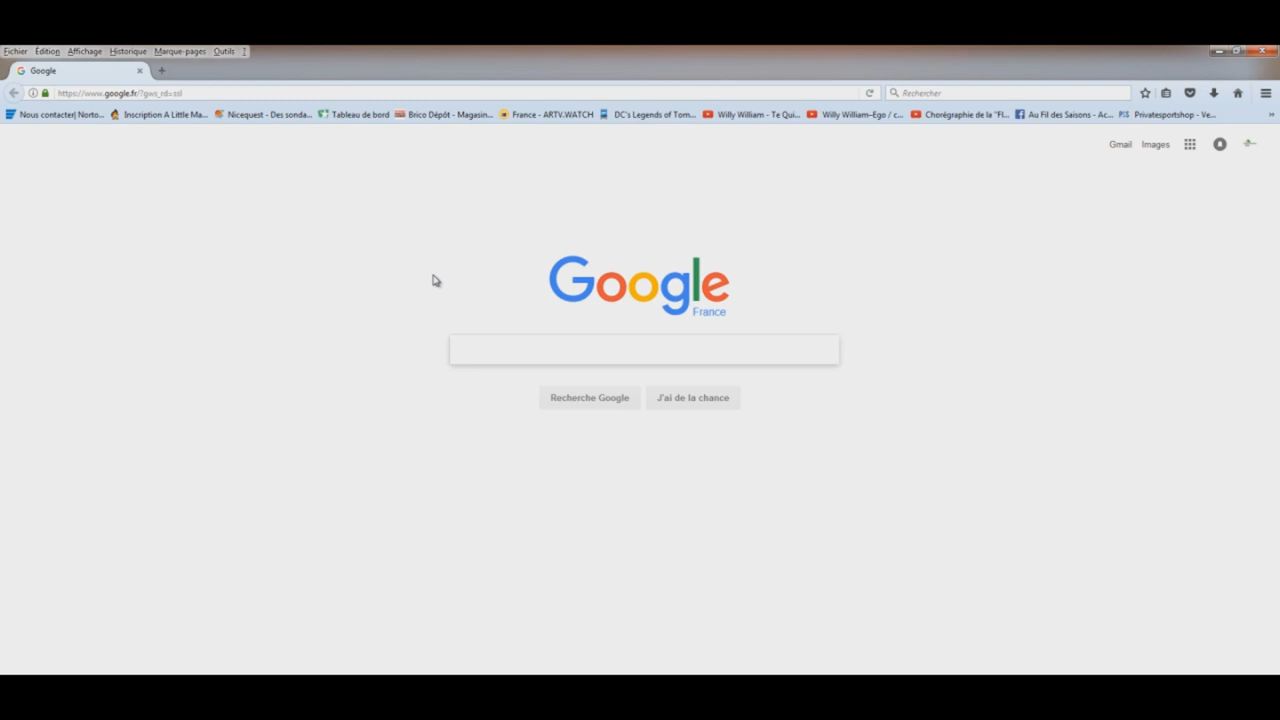 Fichier Édition Affichage Historique Marque-pages Outils ?
Google
https://www.google.fr/?gws_rd=ssl
Rechercher
Nous contacter| Norto... Inscription A Little Ma... Nicequest - Des sonda... Tableau de bord Brico Dépôt - Magasin... France - ARTV.WATCH DC's Legends of Tom... Willy William - Te Qui... Willy William–Ego / c... Chorégraphie de la "Fl... Au Fil des Saisons - Ac... Privatesportshop - Ve...
Gmail Images
Google
France
Recherche Google J'ai de la chance